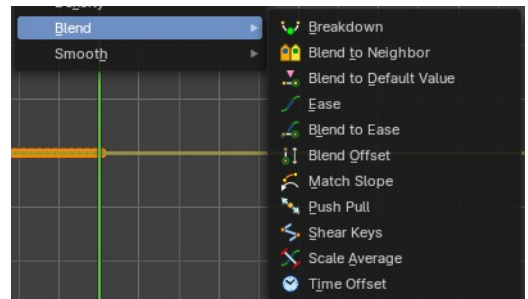 Density
Blend
Smooth
Breakdown
Blend to Neighbor
Blend to Default Value
Ease
Blend to Ease
Blend Offset
Match Slope
Push Pull
Shear Keys
Scale Average
Time Offset